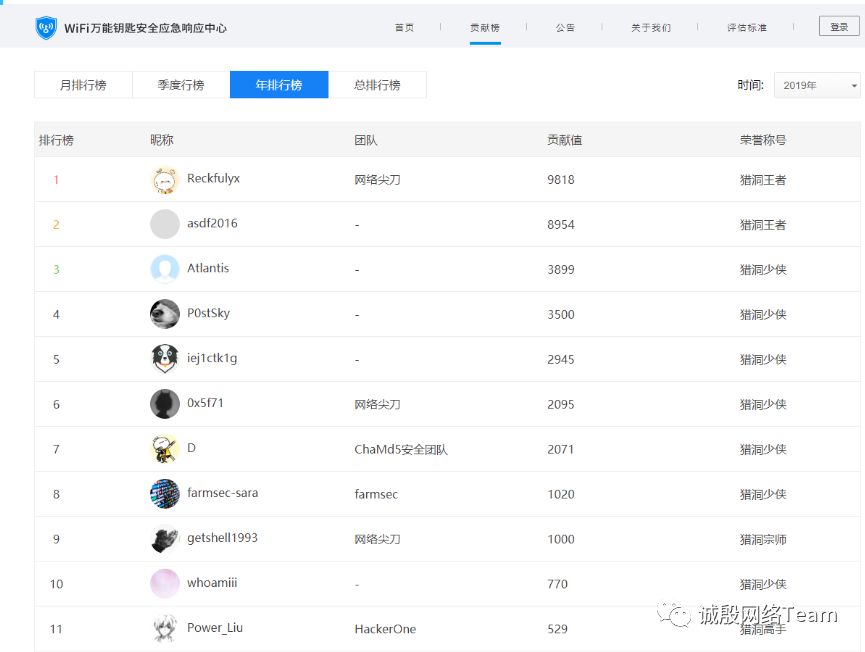 WiFi万能钥匙安全应急响应中心 首页 贡献榜 公告 关于我们 评估标准 登录
月排行榜 季度行榜 年排行榜 总排行榜 时间: 2019年
排行榜 昵称 团队 贡献值 荣誉称号
1 Reckfulyx 网络尖刀 9818 猎洞王者
2 asdf2016 - 8954 猎洞王者
3 Atlantis - 3899 猎洞少侠
4 P0stSky - 3500 猎洞少侠
5 iej1ctk1g - 2945 猎洞少侠
6 0x5f71 网络尖刀 2095 猎洞少侠
7 D ChaMd5安全团队 2071 猎洞少侠
8 farmsec-sara farmsec 1020 猎洞少侠
9 getshell1993 网络尖刀 1000 猎洞宗师
10 whoamiii - 770 猎洞少侠
11 Power_Liu HackerOne 529 猎洞高手
诚殷网络Team